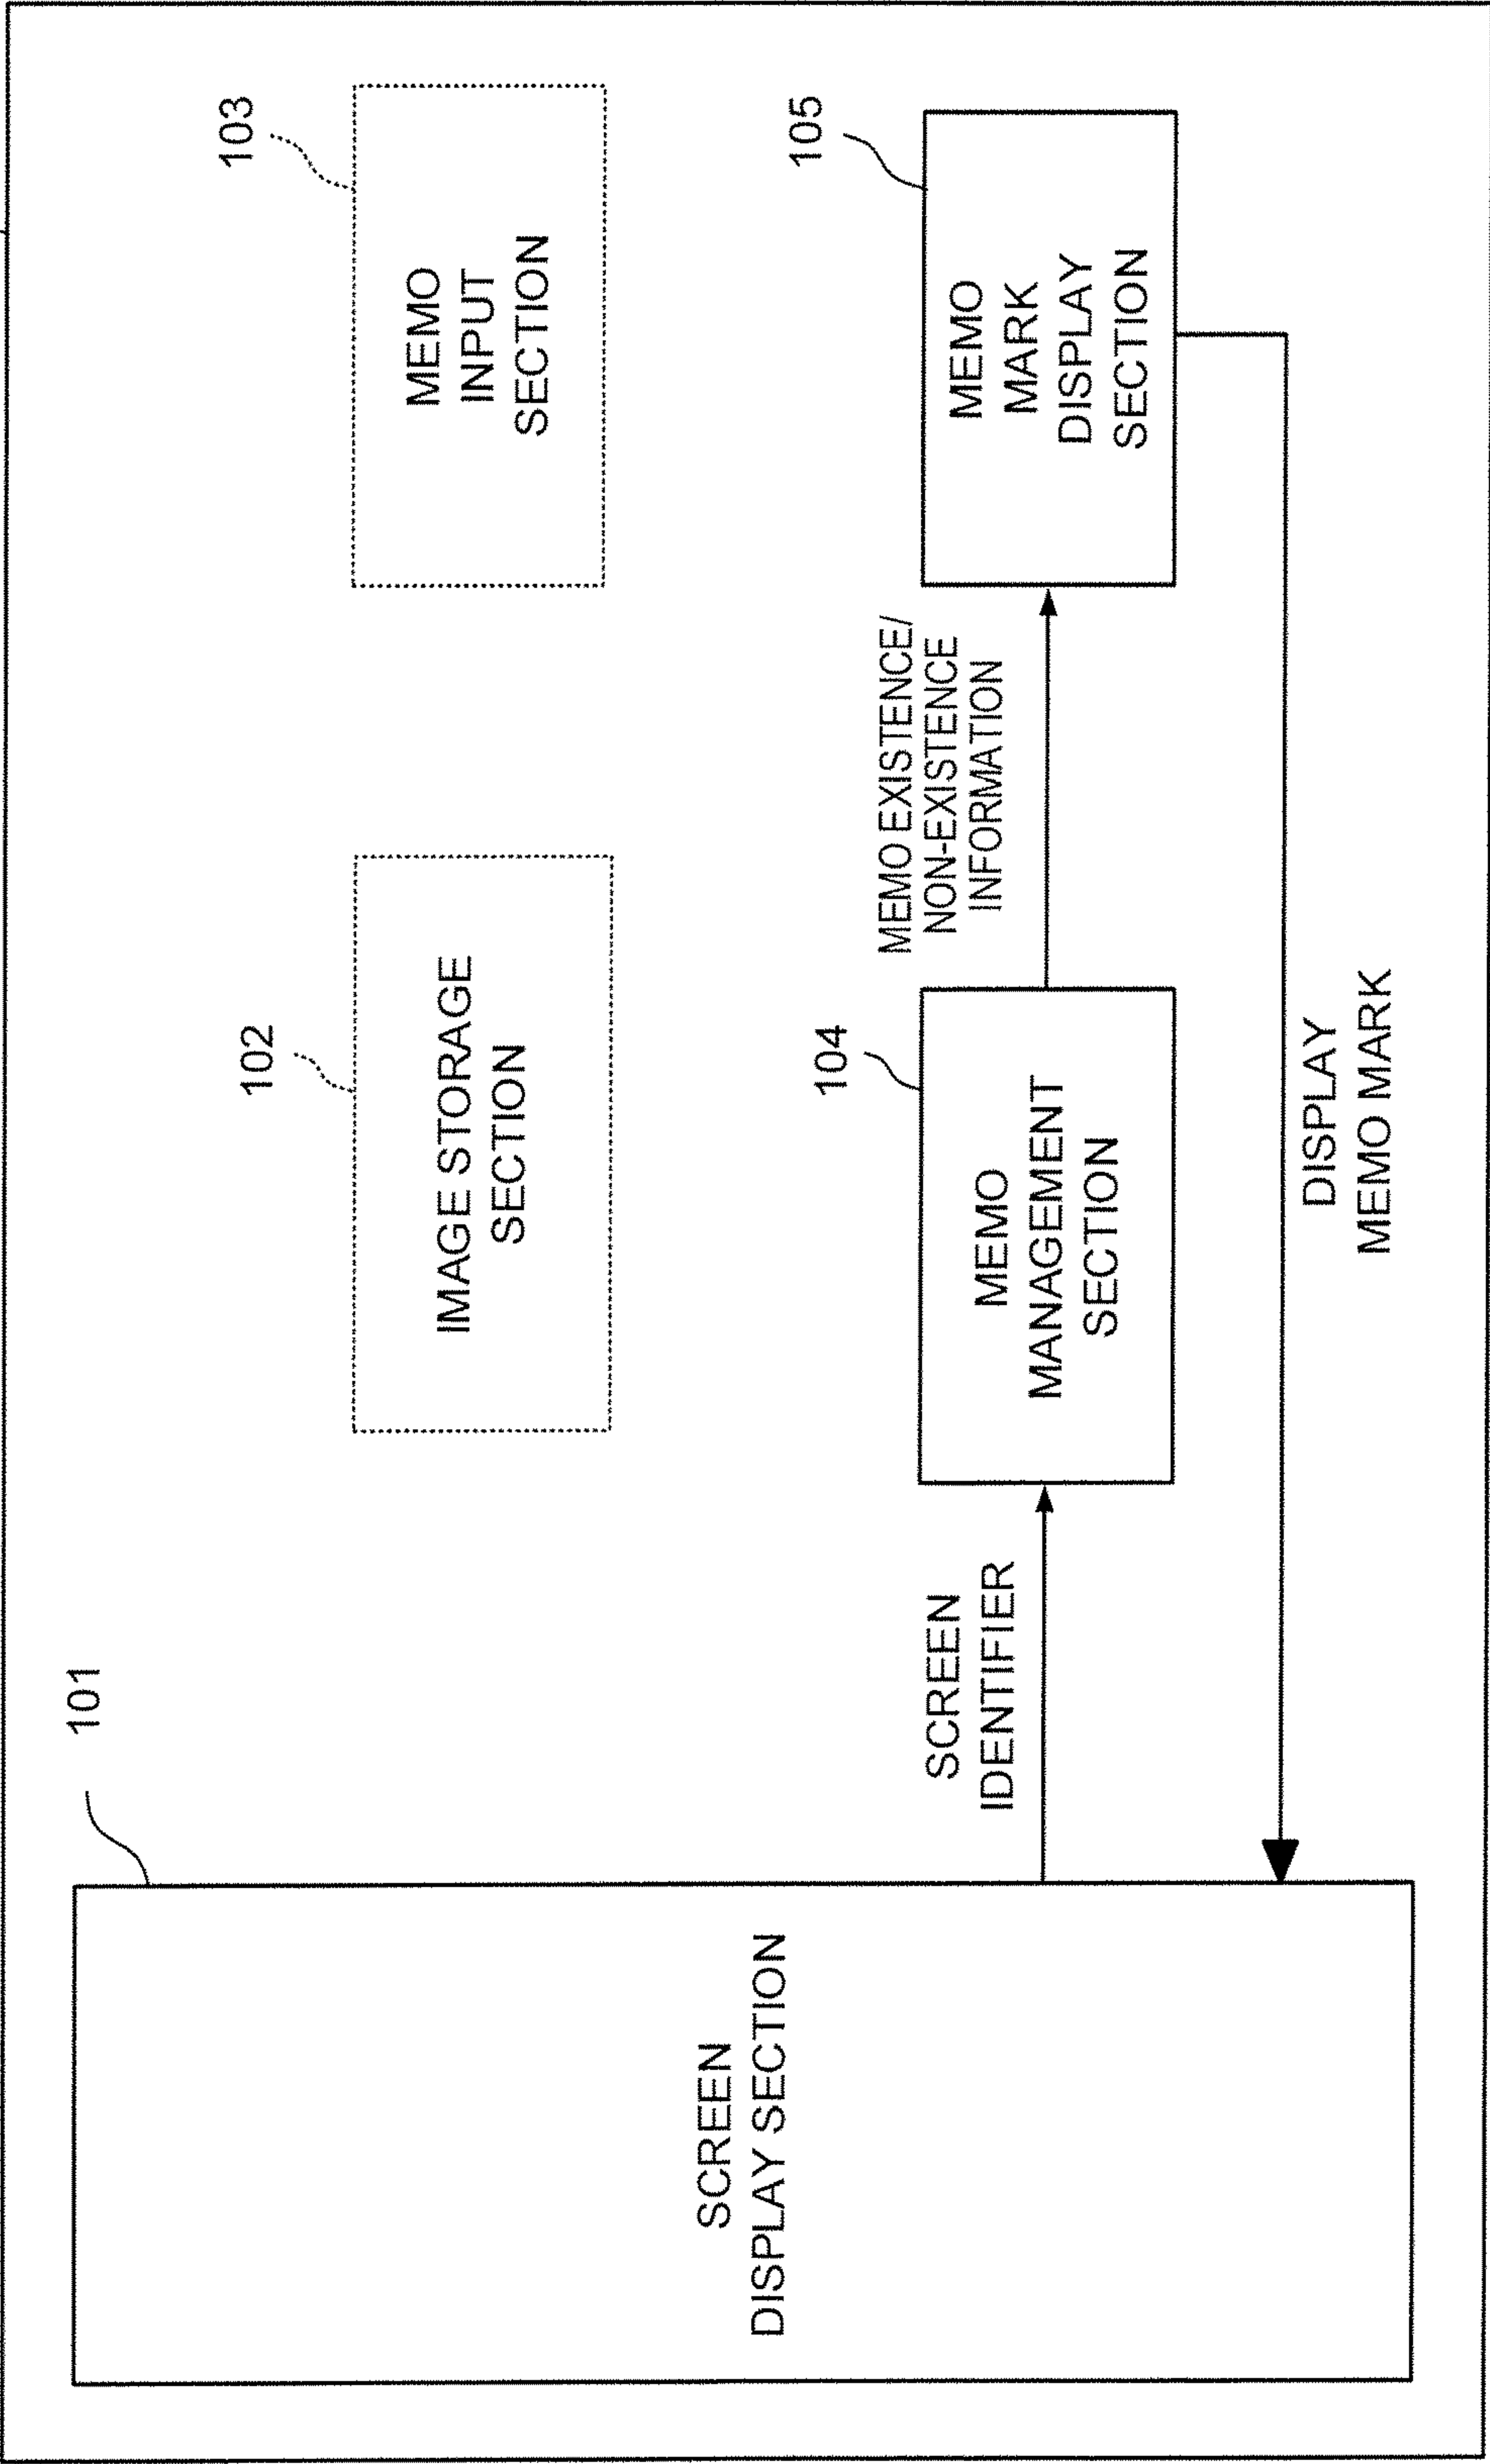 101
SCREEN
DISPLAY SECTION
102
IMAGE STORAGE
SECTION
103
MEMO
INPUT
SECTION
SCREEN
IDENTIFIER
104
MEMO
MANAGEMENT
SECTION
MEMO EXISTENCE/
NON-EXISTENCE
INFORMATION
105
MEMO
MARK
DISPLAY
SECTION
DISPLAY
MEMO MARK